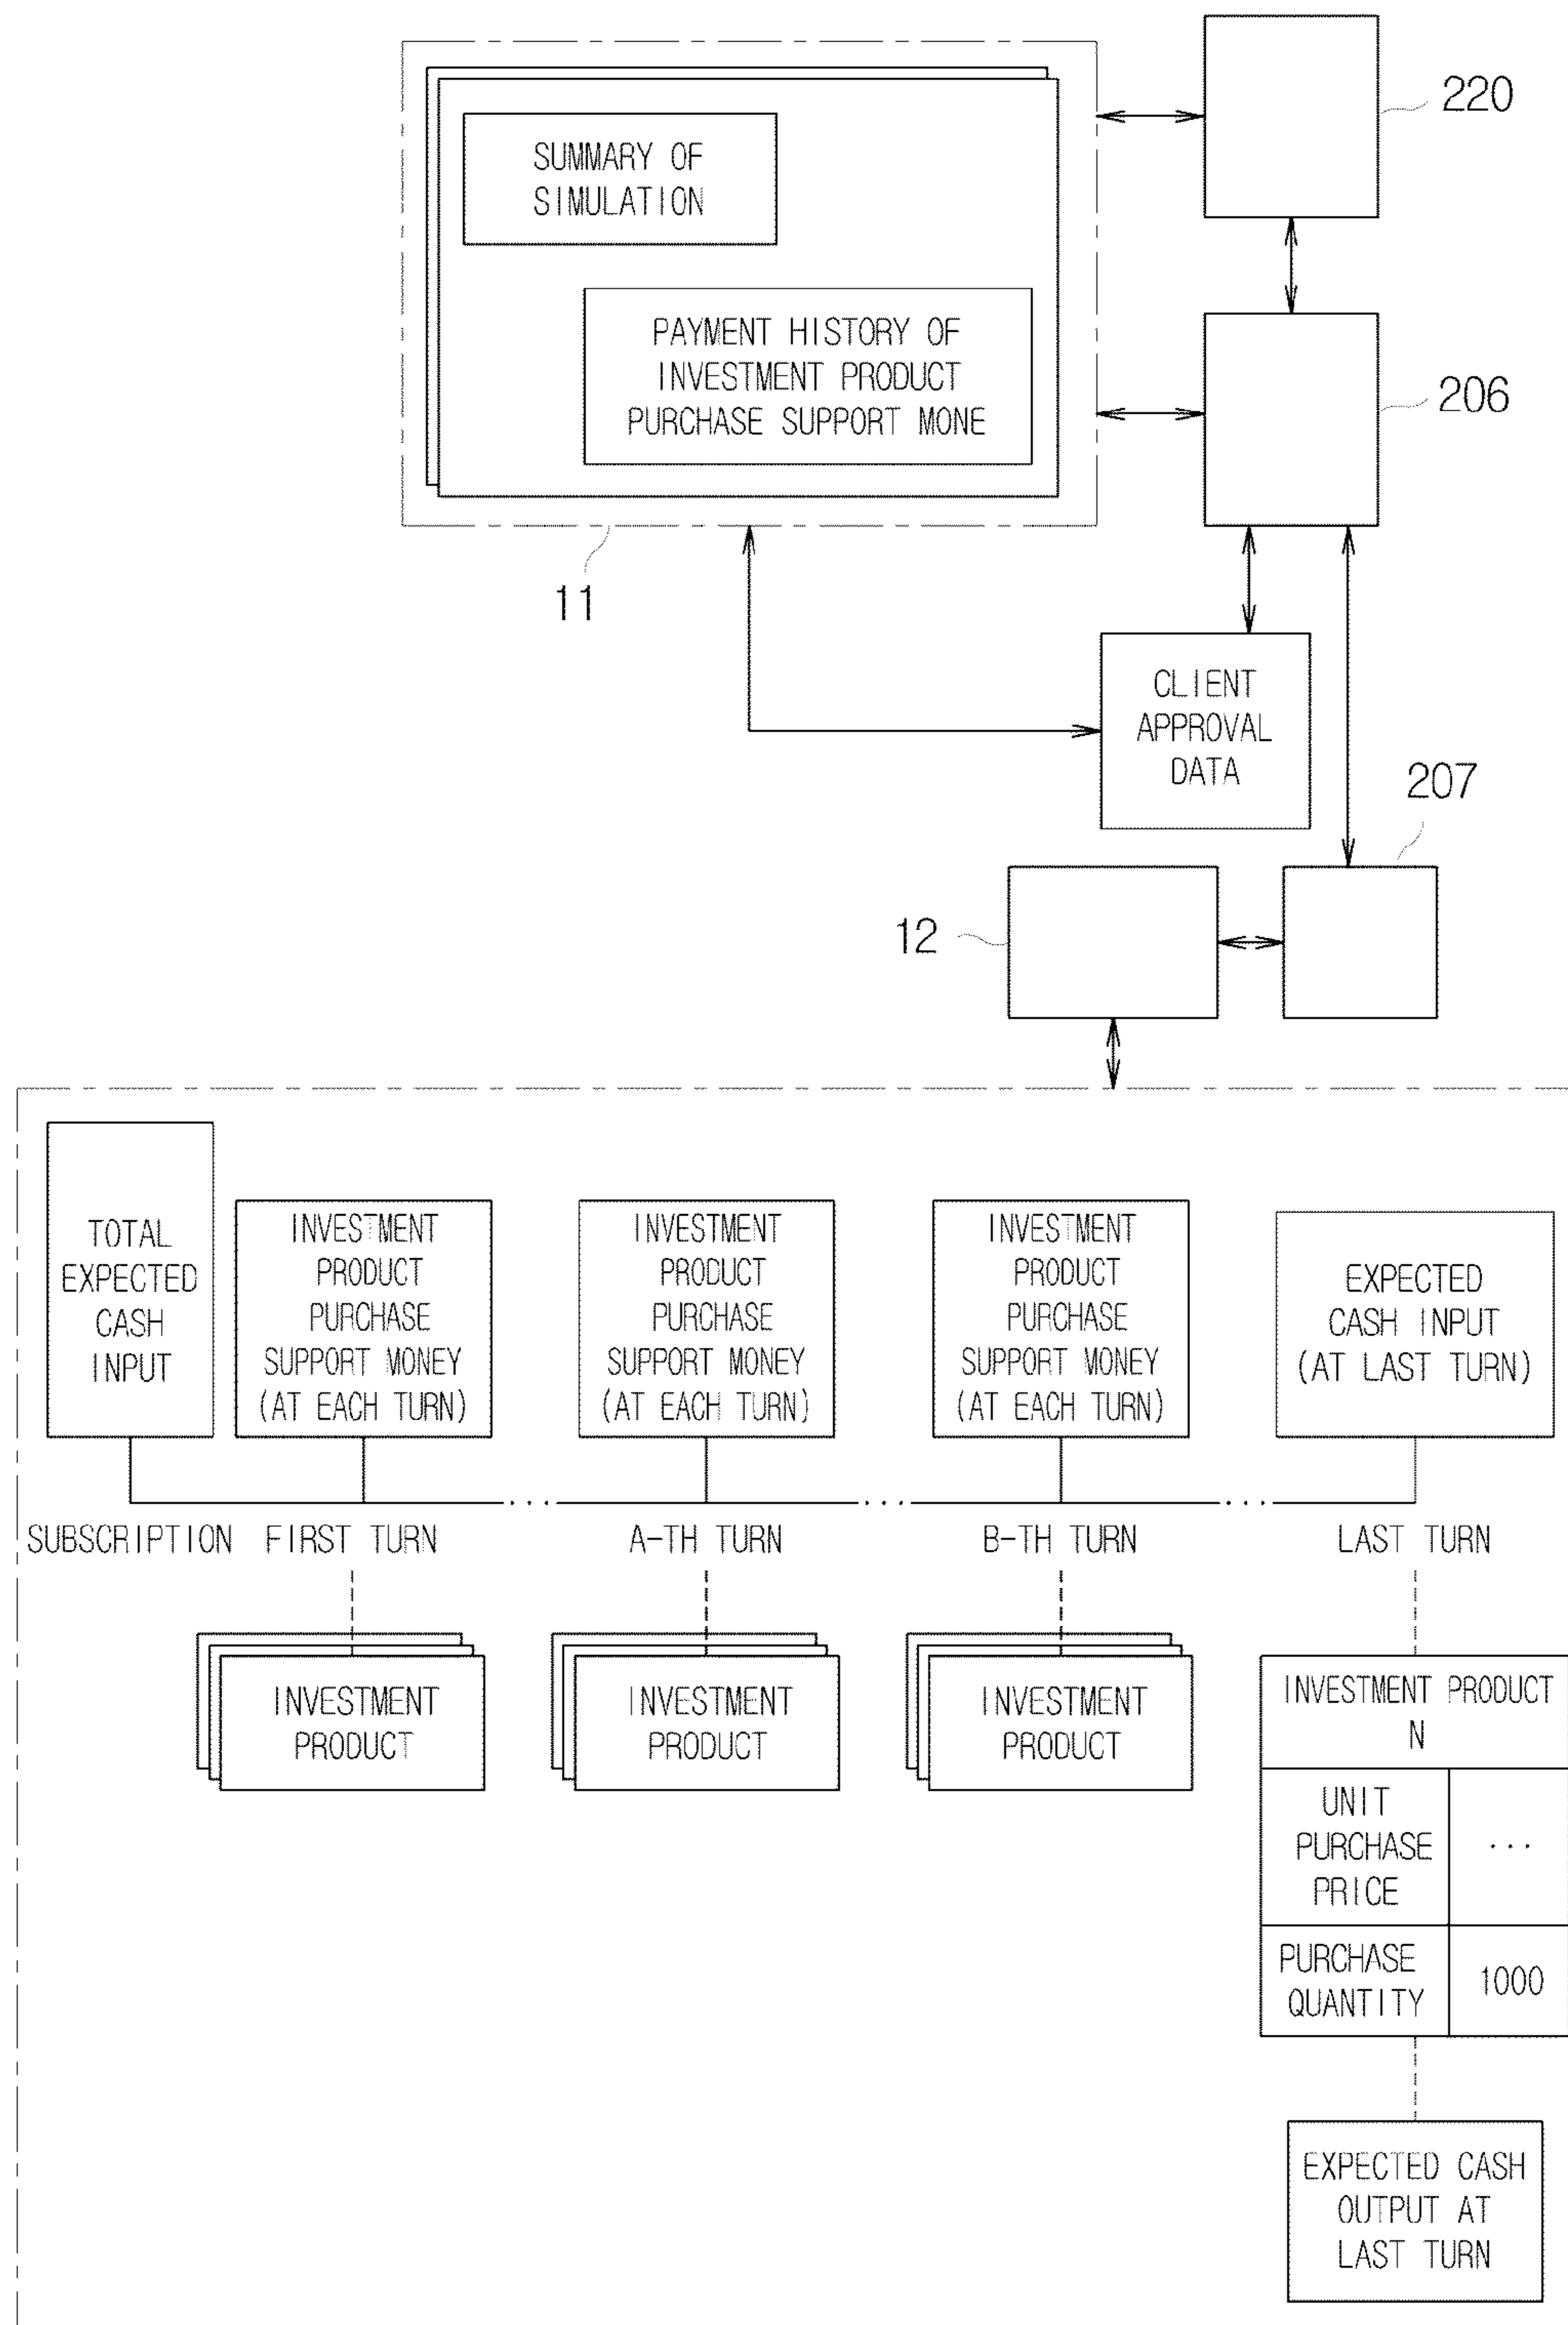 220
SUMMARY OF
SIMULATION
PAYMENT HISTORY OF
INVESTMENT PRODUCT
PURCHASE SUPPORT MONE
206
11
CLIENT
APPROVAL
DATA
207
12
TOTAL
EXPECTED
CASH
INPUT
INVESTMENT
PRODUCT
PURCHASE
SUPPORT MONEY
(AT EACH TURN)
INVESTMENT
PRODUCT
PURCHASE
SUPPORT MONEY
(AT EACH TURN)
INVESTMENT
PRODUCT
PURCHASE
SUPPORT MONEY
(AT EACH TURN)
EXPECTED
CASH INPUT
(AT LAST TURN)
...
...
...
SUBSCRIPTION FIRST TURN A-TH TURN B-TH TURN LAST TURN
INVESTMENT
PRODUCT
INVESTMENT
PRODUCT
INVESTMENT
PRODUCT
INVESTMENT PRODUCT
N
UNIT
PURCHASE
PRICE
...
PURCHASE
QUANTITY
1000
EXPECTED CASH
OUTPUT AT
LAST TURN